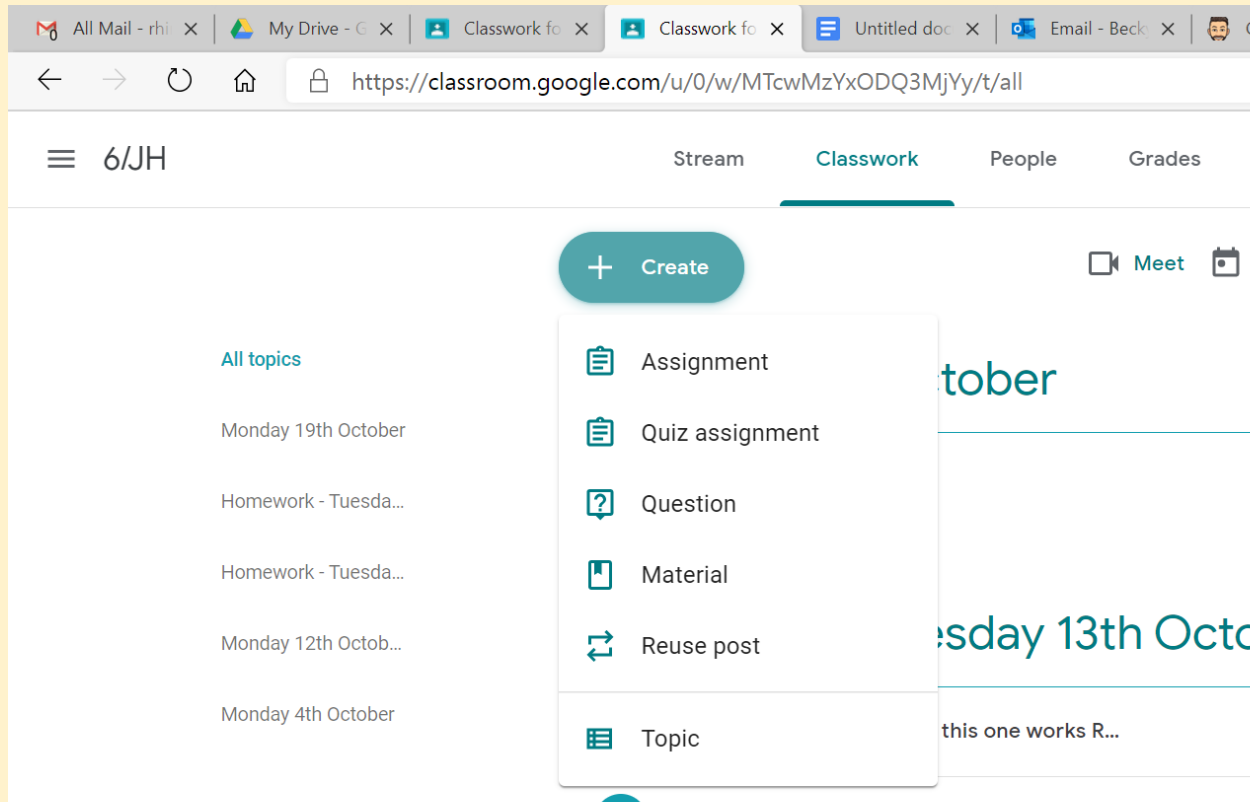 All Mail - rhi
My Drive - G
Classwork fo
Classwork fo
Untitled doc
Email - Beck
https://classroom.google.com/u/0/w/MTcwMzYxODQ3MjYy/t/all
6/JH
Stream
Classwork
People
Grades
Create
Meet
All topics
Monday 19th October
Homework - Tuesda...
Homework - Tuesda...
Monday 12th Octob...
Monday 4th October
Assignment
Quiz assignment
Question
Material
Reuse post
Topic
tober
esday 13th Octo
this one works R...